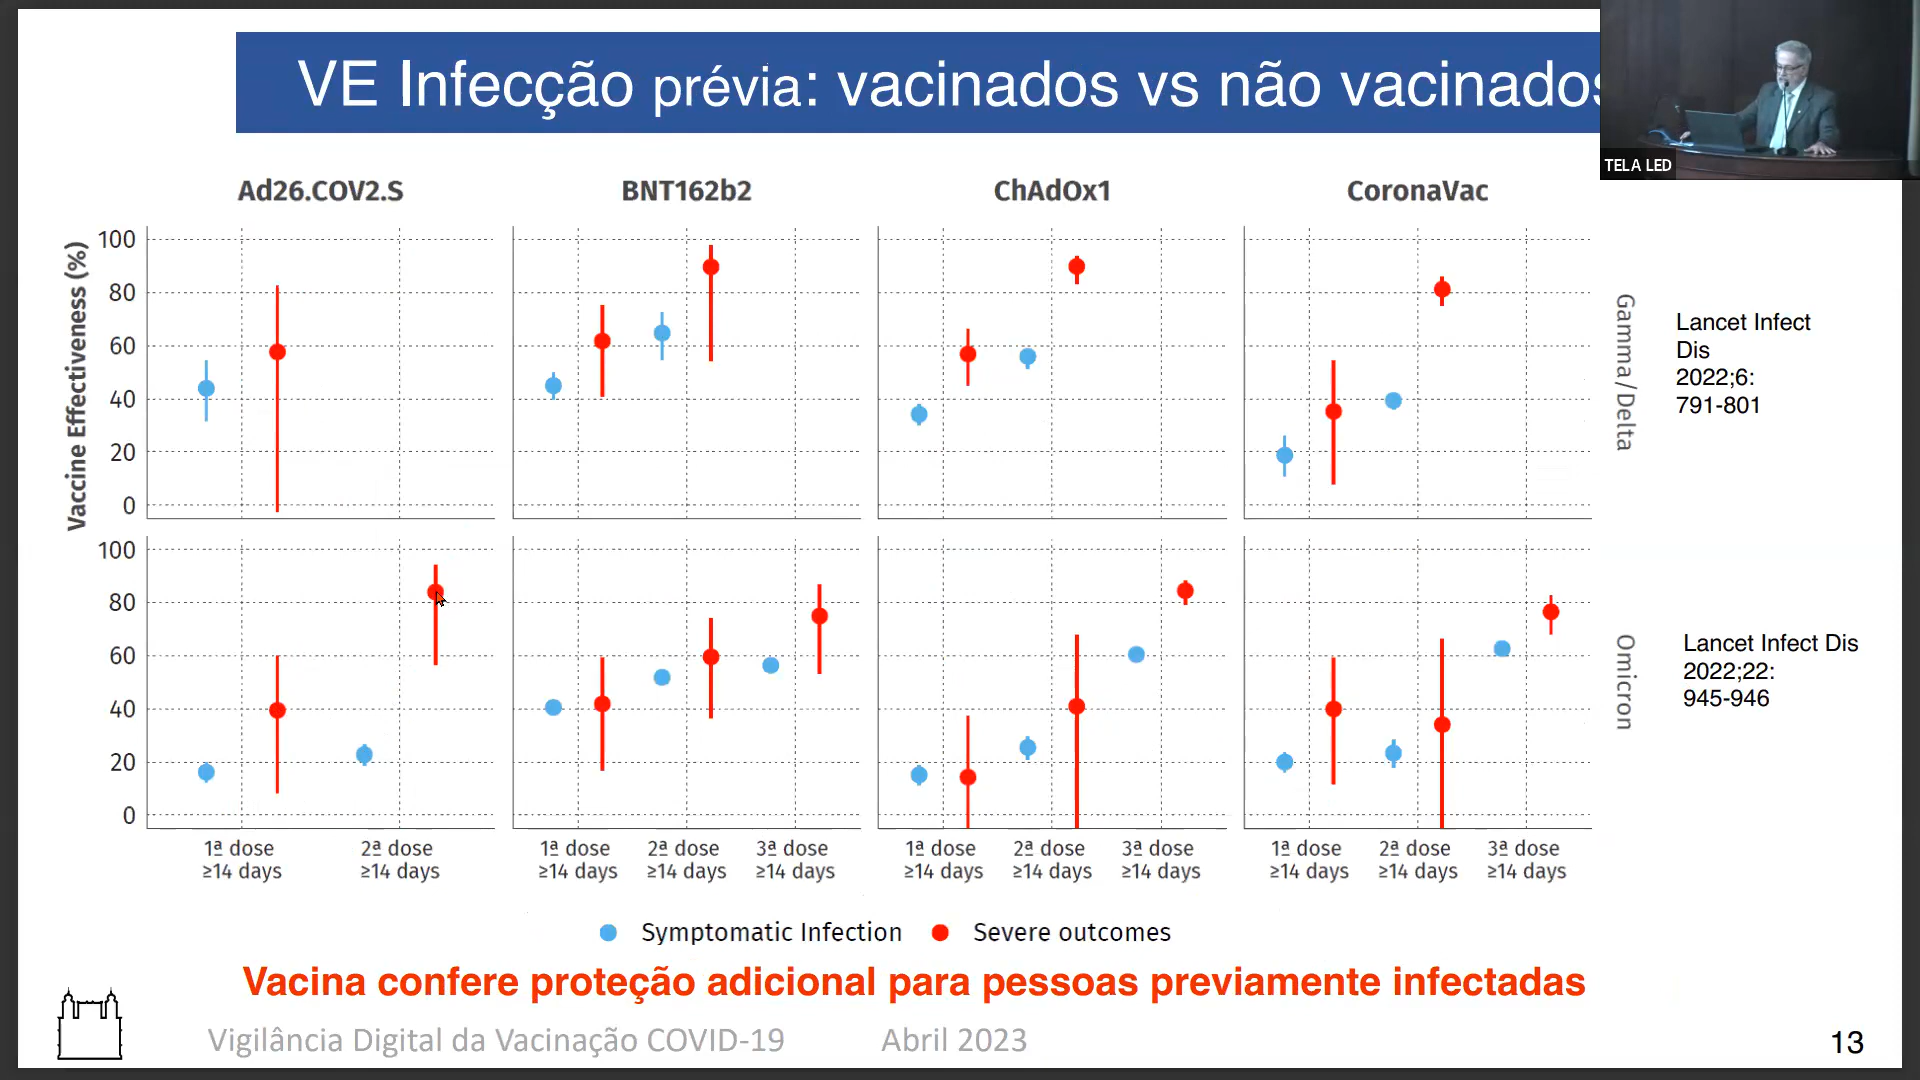 VE Infecção prévia: vacinados vs não vacinados
TELA LED
Ad26.COV2.S
BNT162b2
ChAdOx1
CoronaVac
Vaccine Effectiveness (%)
100
80
60
40
20
0
Gamma/Delta
Lancet Infect
Dis
2022;6:
791-801
100
80
60
40
20
0
Omicron
Lancet Infect Dis
2022;22:
945-946
1ª dose
≥14 days
2ª dose
≥14 days
1ª dose
≥14 days
2ª dose
≥14 days
3ª dose
≥14 days
1ª dose
≥14 days
2ª dose
≥14 days
3ª dose
≥14 days
1ª dose
≥14 days
2ª dose
≥14 days
3ª dose
≥14 days
Symptomatic Infection
Severe outcomes
Vacina confere proteção adicional para pessoas previamente infectadas
Vigilância Digital da Vacinação COVID-19
Abril 2023
13